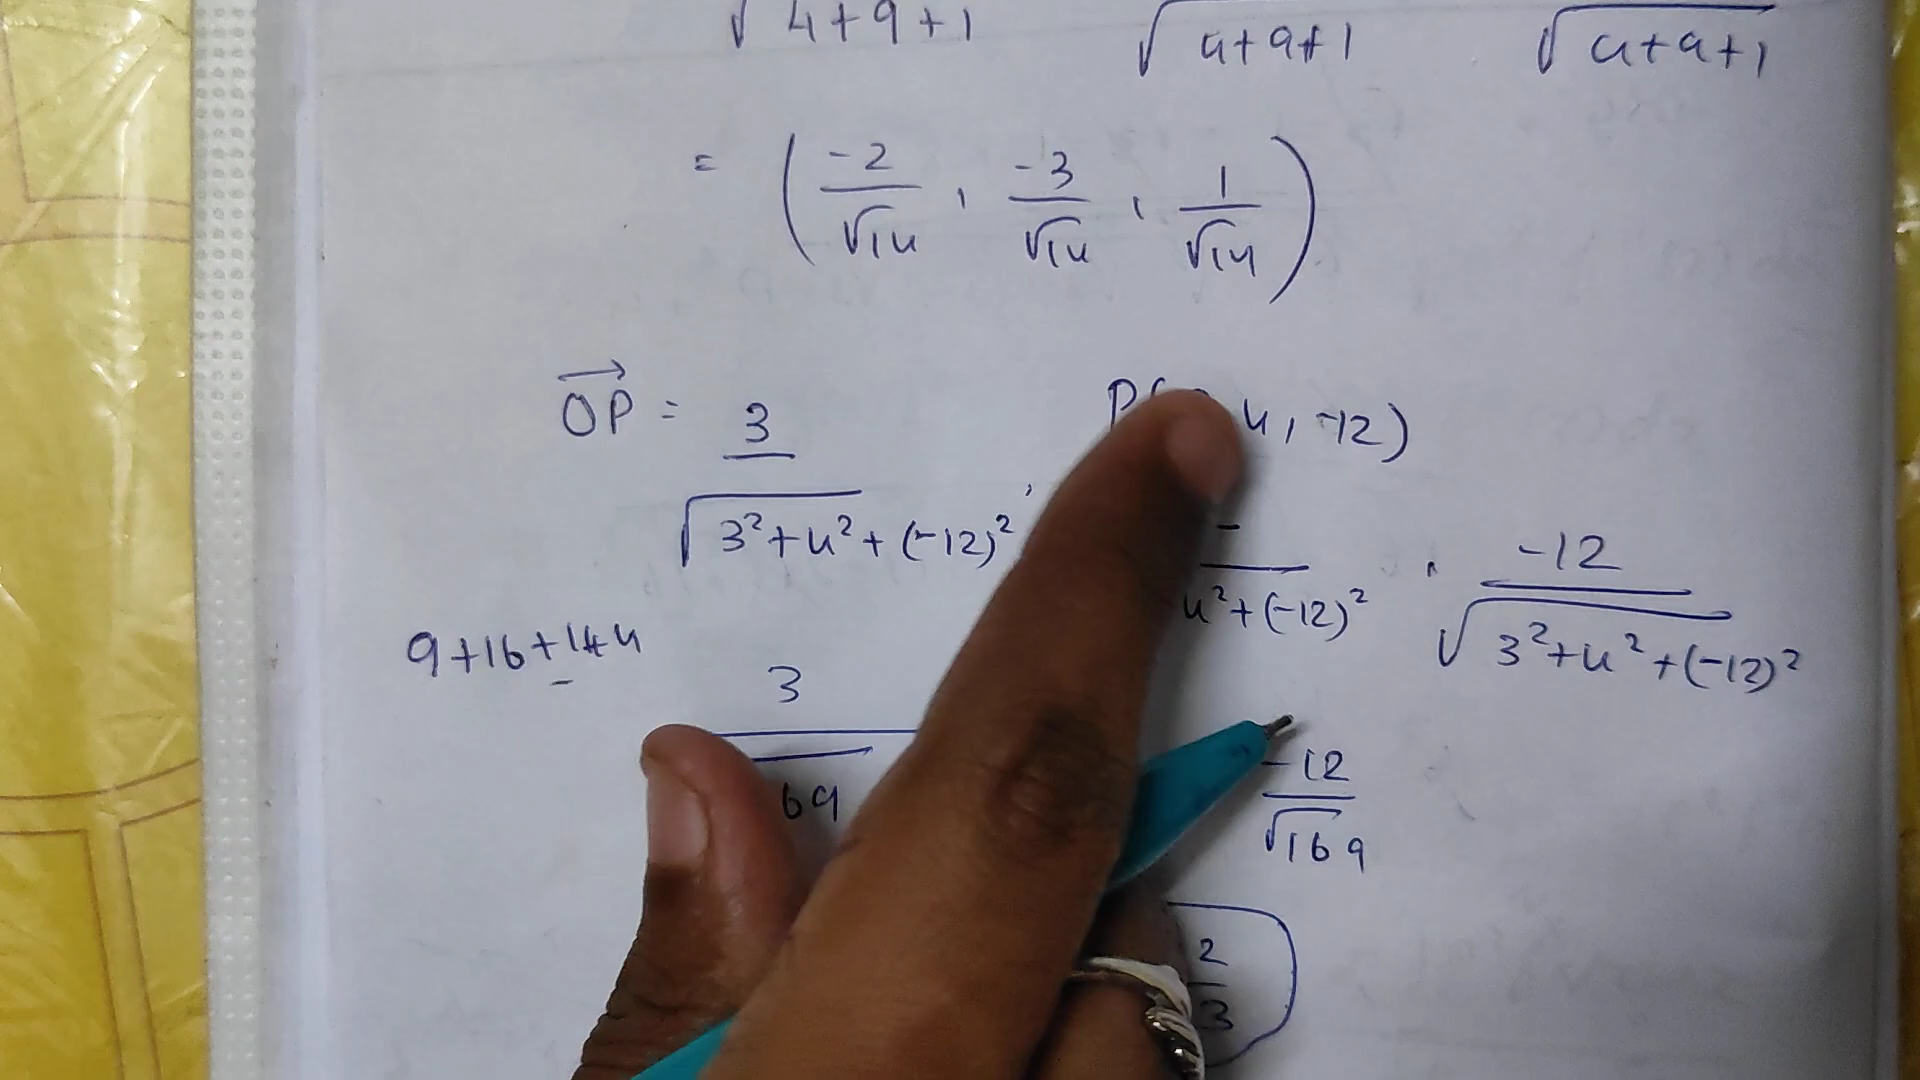 √4+9+1 √4+9+1 √4+9+1
= (-2/√14, -3/√14, 1/√14)
OP = 3/√3²+4²+(-12)², P( 4, -12)
4²+(-12)², -12/√3²+4²+(-12)²
9+16+144
3/69 -12/√169
2/3